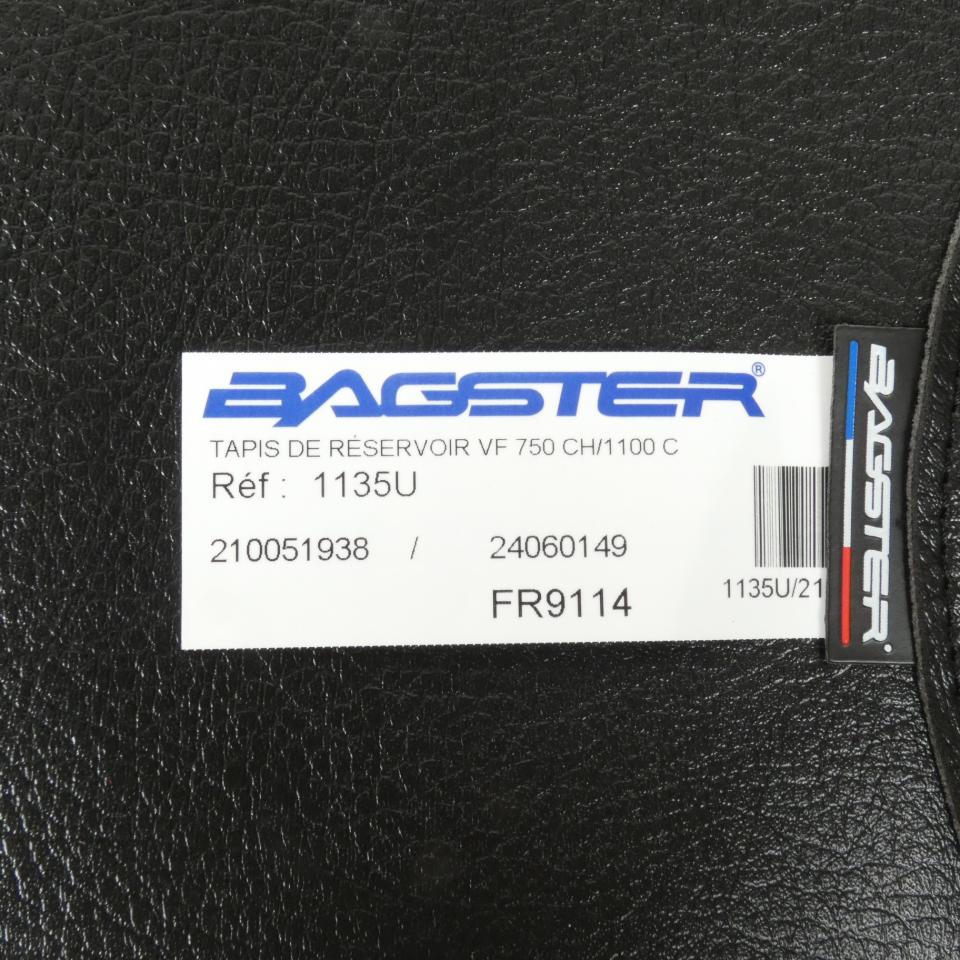 BAGSTER®
TAPIS DE RÉSERVOIR VF 750 CH/1100 C
Réf : 1135U
210051938 / 24060149
FR9114
1135U/21
BAGSTER